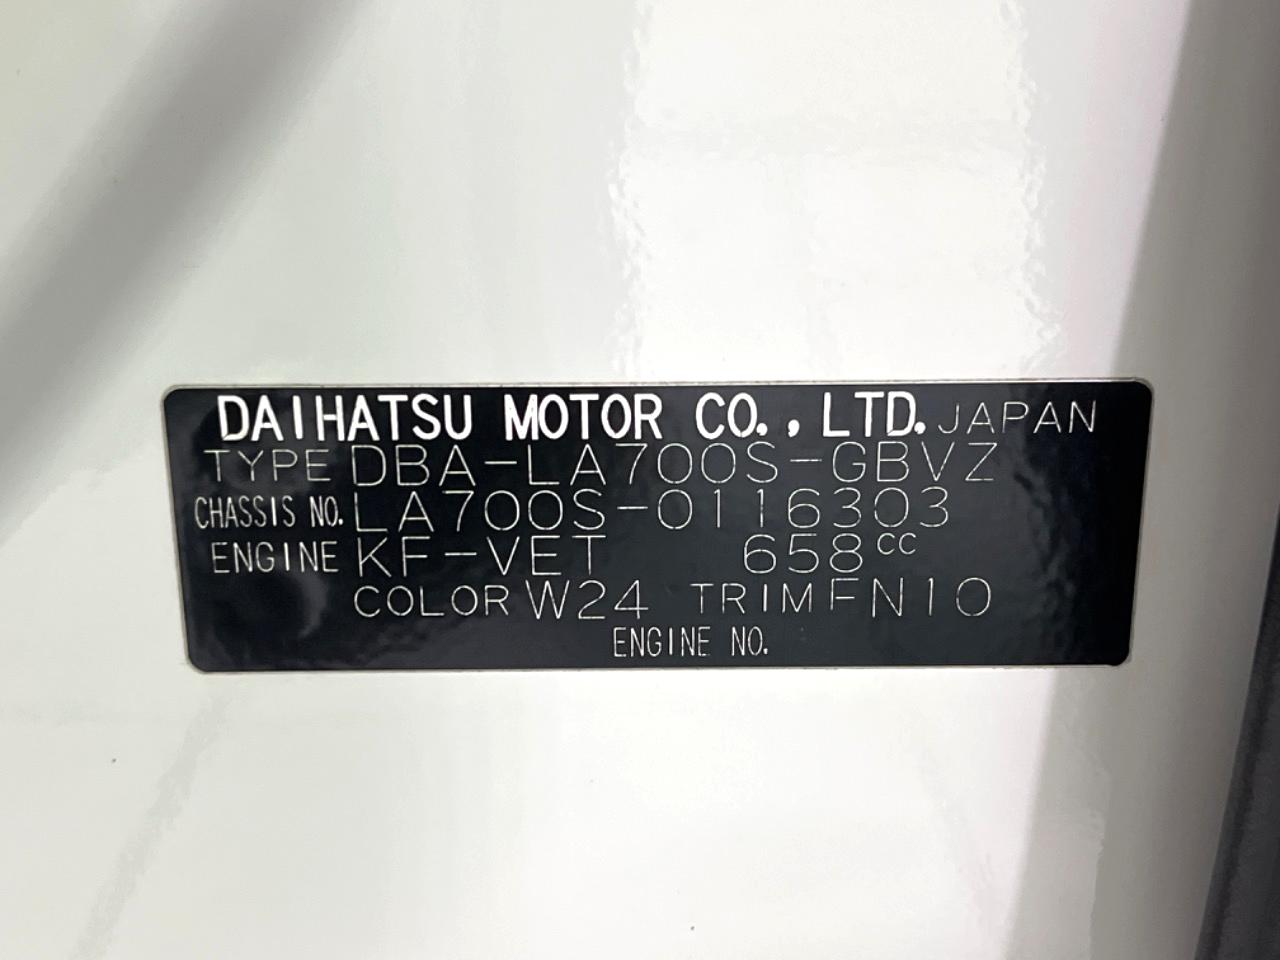 DAIHATSU MOTOR CO., LTD. JAPAN
TYPE DBA-LA700S-GBVZ
CHASSIS NO. LA700S-0116303
ENGINE KF-VET 658cc
COLOR W24 TRIM FN10
ENGINE NO.